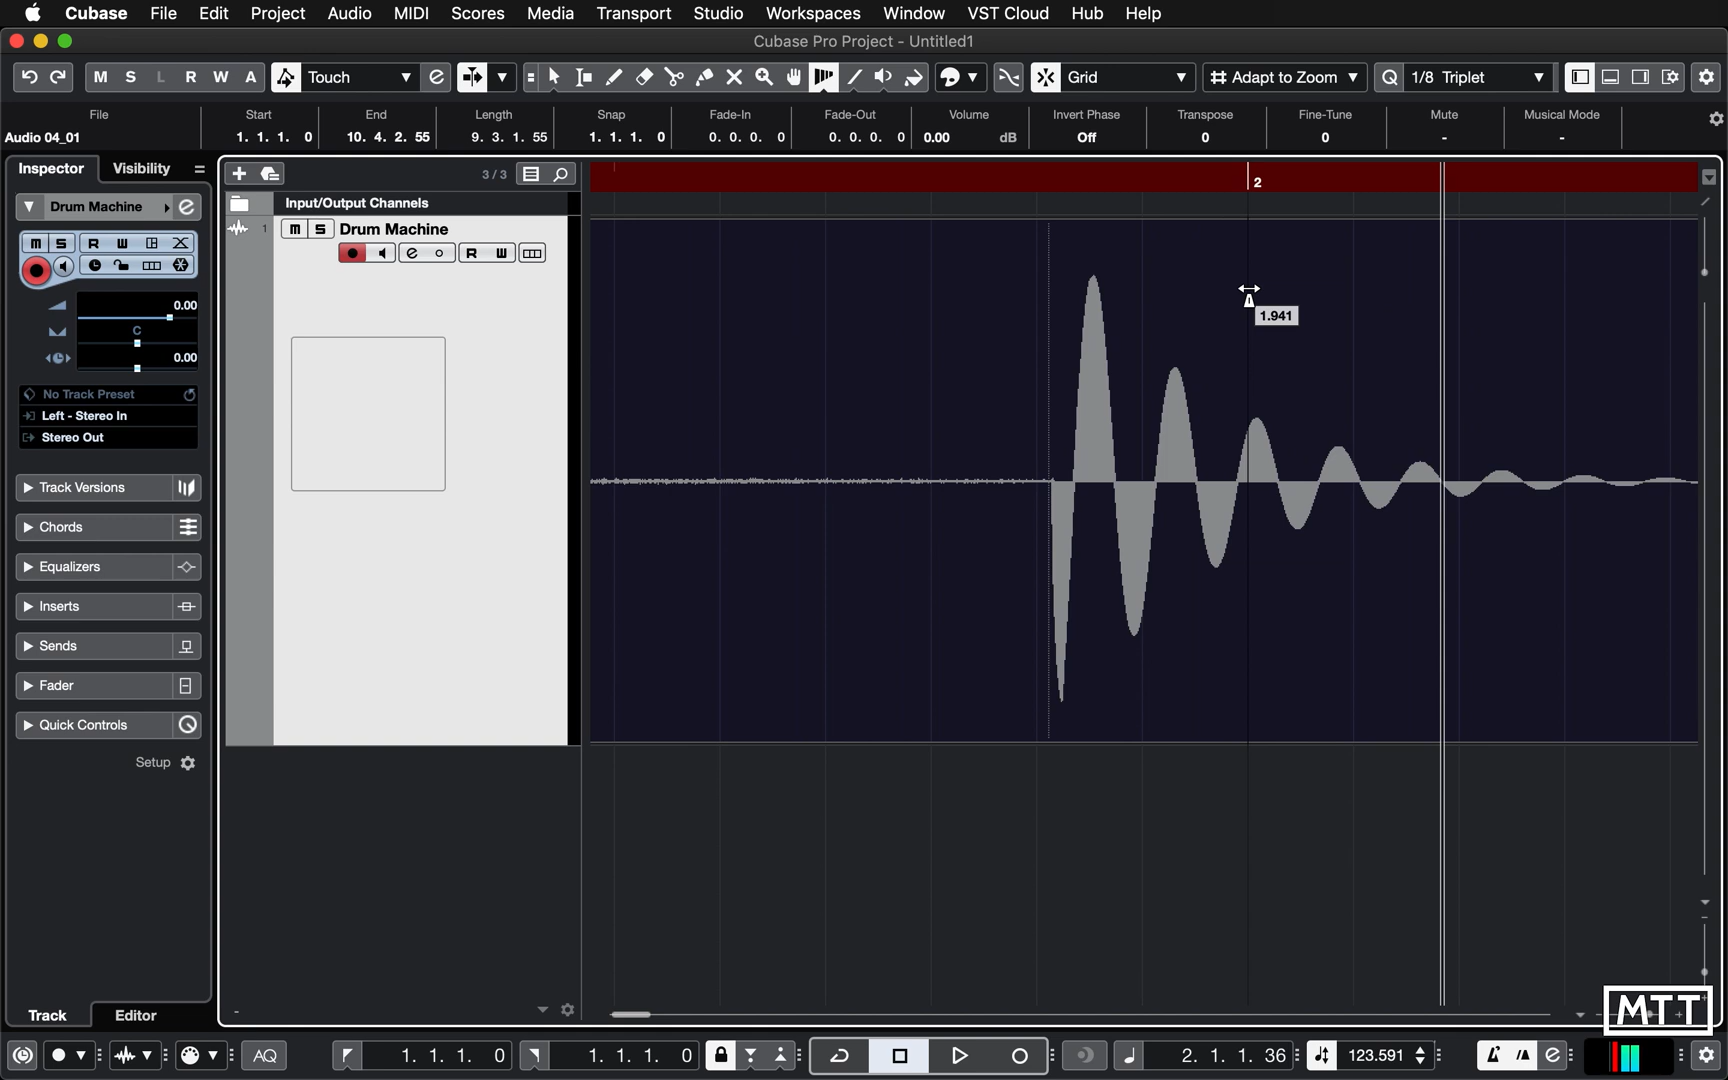 Cubase File Edit Project Audio MIDI Scores Media Transport Studio Workspaces Window VST Cloud Hub Help
Cubase Pro Project - Untitled1
M S L R W A Touch Grid Adapt to Zoom 1/8 Triplet
File Start End Length Snap Fade-In Fade-Out Volume Invert Phase Transpose Fine-Tune Mute Musical Mode
Audio 04_01 1. 1. 1. 0 10. 4. 2. 55 9. 3. 1. 55 1. 1. 1. 0 0. 0. 0. 0 0. 0. 0. 0 0.00 dB Off 0 0 - -
Inspector Visibility
3 / 3
2
Input/Output Channels
Drum Machine e
1 M S Drum Machine
M S R W
e R W
1.941
0.00
C
0.00
No Track Preset
Left - Stereo In
Stereo Out
Track Versions
Chords
Equalizers
Inserts
Sends
Fader
Quick Controls
Setup
Track Editor
MTT
AQ 1. 1. 1. 0 1. 1. 1. 0 2. 1. 1. 36 123.591